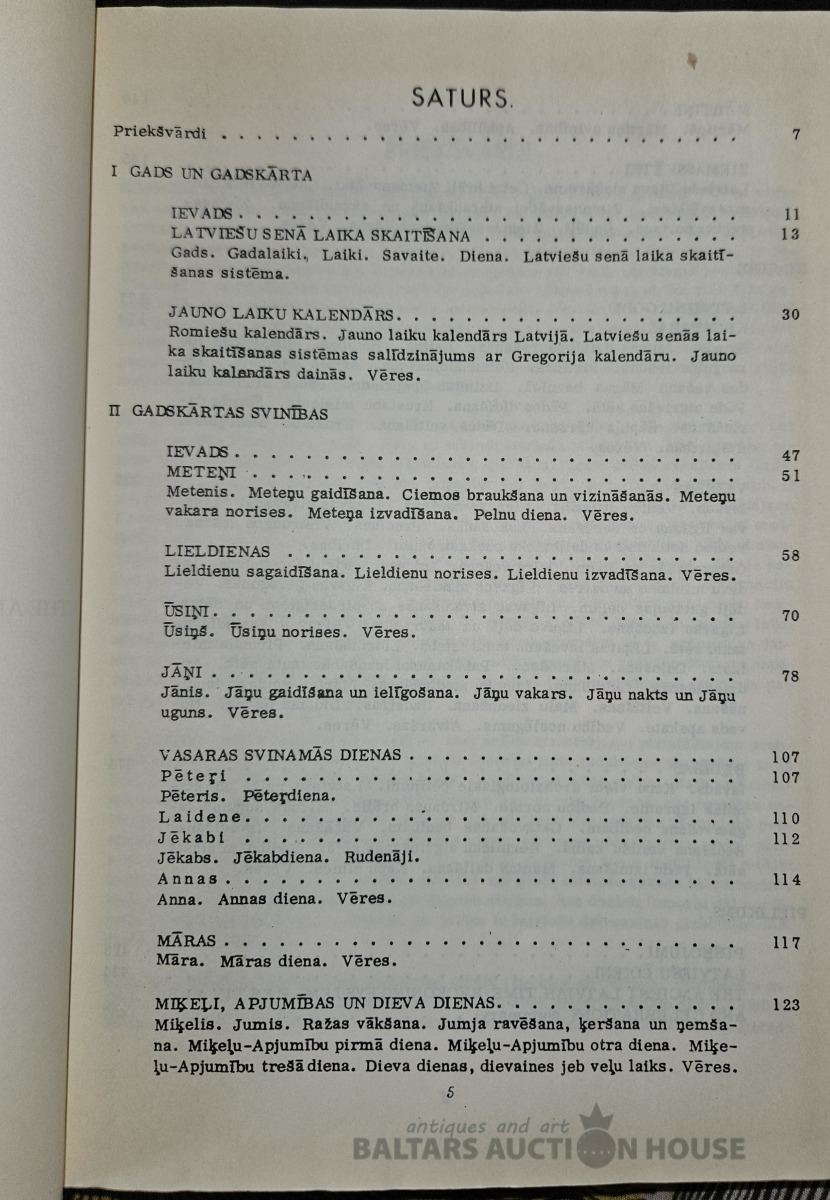 SATURS.
Priekšvārdi . . . . . . . . . . . . . . . . . . . . . . . . . . . . . 7
I GADS UN GADSKĀRTA
IEVADS. . . . . . . . . . . . . . . . . . . . . . . . . . . . 11
LATVIEŠU SENĀ LAIKA SKAITĪŠANA . . . . . . . . . . . . . . . 13
Gads. Gadalaiki. Laiki. Savaite. Diena. Latviešu senā laika skaitī-
šanas sistēma.
JAUNO LAIKU KALENDĀRS. . . . . . . . . . . . . . . . . . . . 30
Romiešu kalendārs. Jauno laiku kalendārs Latvijā. Latviešu senās lai-
ka skaitīšanas sistēmas salīdzinājums ar Gregorija kalendāru. Jauno
laiku kalendārs dainās. Vēres.
II GADSKĀRTAS SVINĪBAS
IEVADS. . . . . . . . . . . . . . . . . . . . . . . . . . . . 47
METEŅI . . . . . . . . . . . . . . . . . . . . . . . . . . . 51
Metenis. Meteņu gaidīšana. Ciemos braukšana un vizināšanās. Meteņu
vakara norises. Meteņa izvadīšana. Pelnu diena. Vēres.
LIELDIENAS . . . . . . . . . . . . . . . . . . . . . . . . . 58
Lieldienu sagaidīšana. Lieldienu norises. Lieldienu izvadīšana. Vēres.
ŪSIŅI. . . . . . . . . . . . . . . . . . . . . . . . . . . . . 70
Ūsiņš. Ūsiņu norises. Vēres.
JĀŅI . . . . . . . . . . . . . . . . . . . . . . . . . . . . . 78
Jānis. Jāņu gaidīšana un ielīgošana. Jāņu vakars. Jāņu nakts un Jāņu
uguns. Vēres.
VASARAS SVINAMĀS DIENAS . . . . . . . . . . . . . . . . . . . 107
Pēteŗi . . . . . . . . . . . . . . . . . . . . . . . . . . . 107
Pēteris. Pēteŗdiena.
Laidene. . . . . . . . . . . . . . . . . . . . . . . . . . . 110
Jēkabi . . . . . . . . . . . . . . . . . . . . . . . . . . . 112
Jēkabs. Jēkabdiena. Rudenāji.
Annas . . . . . . . . . . . . . . . . . . . . . . . . . . . . 114
Anna. Annas diena. Vēres.
MĀRAS . . . . . . . . . . . . . . . . . . . . . . . . . . . . 117
Māra. Māras diena. Vēres.
MIĶEĻI, APJUMĪBAS UN DIEVA DIENAS. . . . . . . . . . . . . . 123
Miķelis. Jumis. Ražas vākšana. Jumja ravēšana, ķeršana un ņemša-
na. Miķeļu-Apjumību pirmā diena. Miķeļu-Apjumību otra diena. Miķe-
ļu-Apjumību trešā diena. Dieva dienas, dievaines jeb veļu laiks. Vēres.
5
antiques and art
BALTARS AUCTION HOUSE